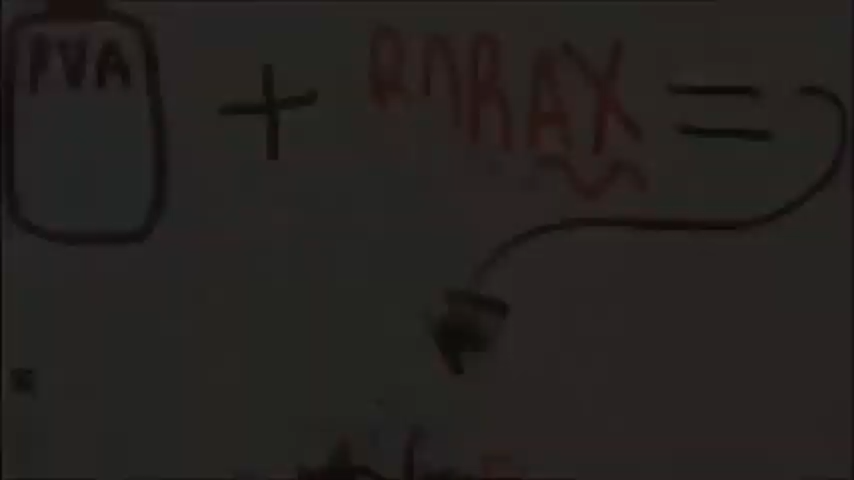 PVA + BORAX =